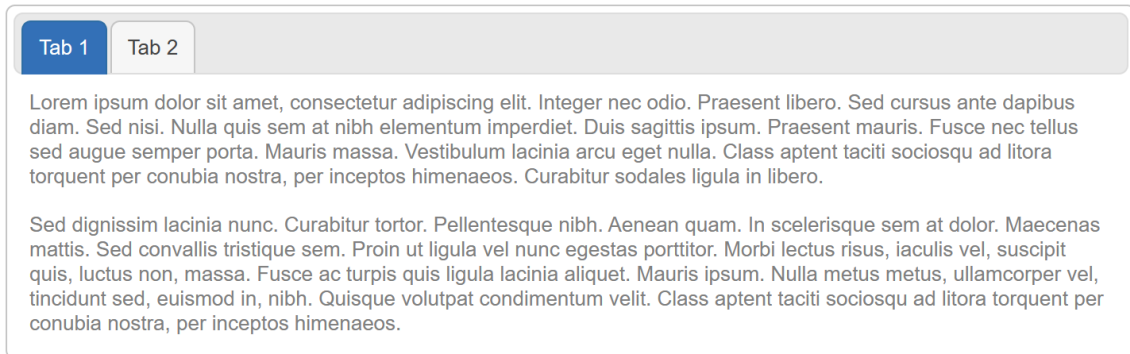 Tab 1 Tab 2
Lorem ipsum dolor sit amet, consectetur adipiscing elit. Integer nec odio. Praesent libero. Sed cursus ante dapibus
diam. Sed nisi. Nulla quis sem at nibh elementum imperdiet. Duis sagittis ipsum. Praesent mauris. Fusce nec tellus
sed augue semper porta. Mauris massa. Vestibulum lacinia arcu eget nulla. Class aptent taciti sociosqu ad litora
torquent per conubia nostra, per inceptos himenaeos. Curabitur sodales ligula in libero.
Sed dignissim lacinia nunc. Curabitur tortor. Pellentesque nibh. Aenean quam. In scelerisque sem at dolor. Maecenas
mattis. Sed convallis tristique sem. Proin ut ligula vel nunc egestas porttitor. Morbi lectus risus, iaculis vel, suscipit
quis, luctus non, massa. Fusce ac turpis quis ligula lacinia aliquet. Mauris ipsum. Nulla metus metus, ullamcorper vel,
tincidunt sed, euismod in, nibh. Quisque volutpat condimentum velit. Class aptent taciti sociosqu ad litora torquent per
conubia nostra, per inceptos himenaeos.